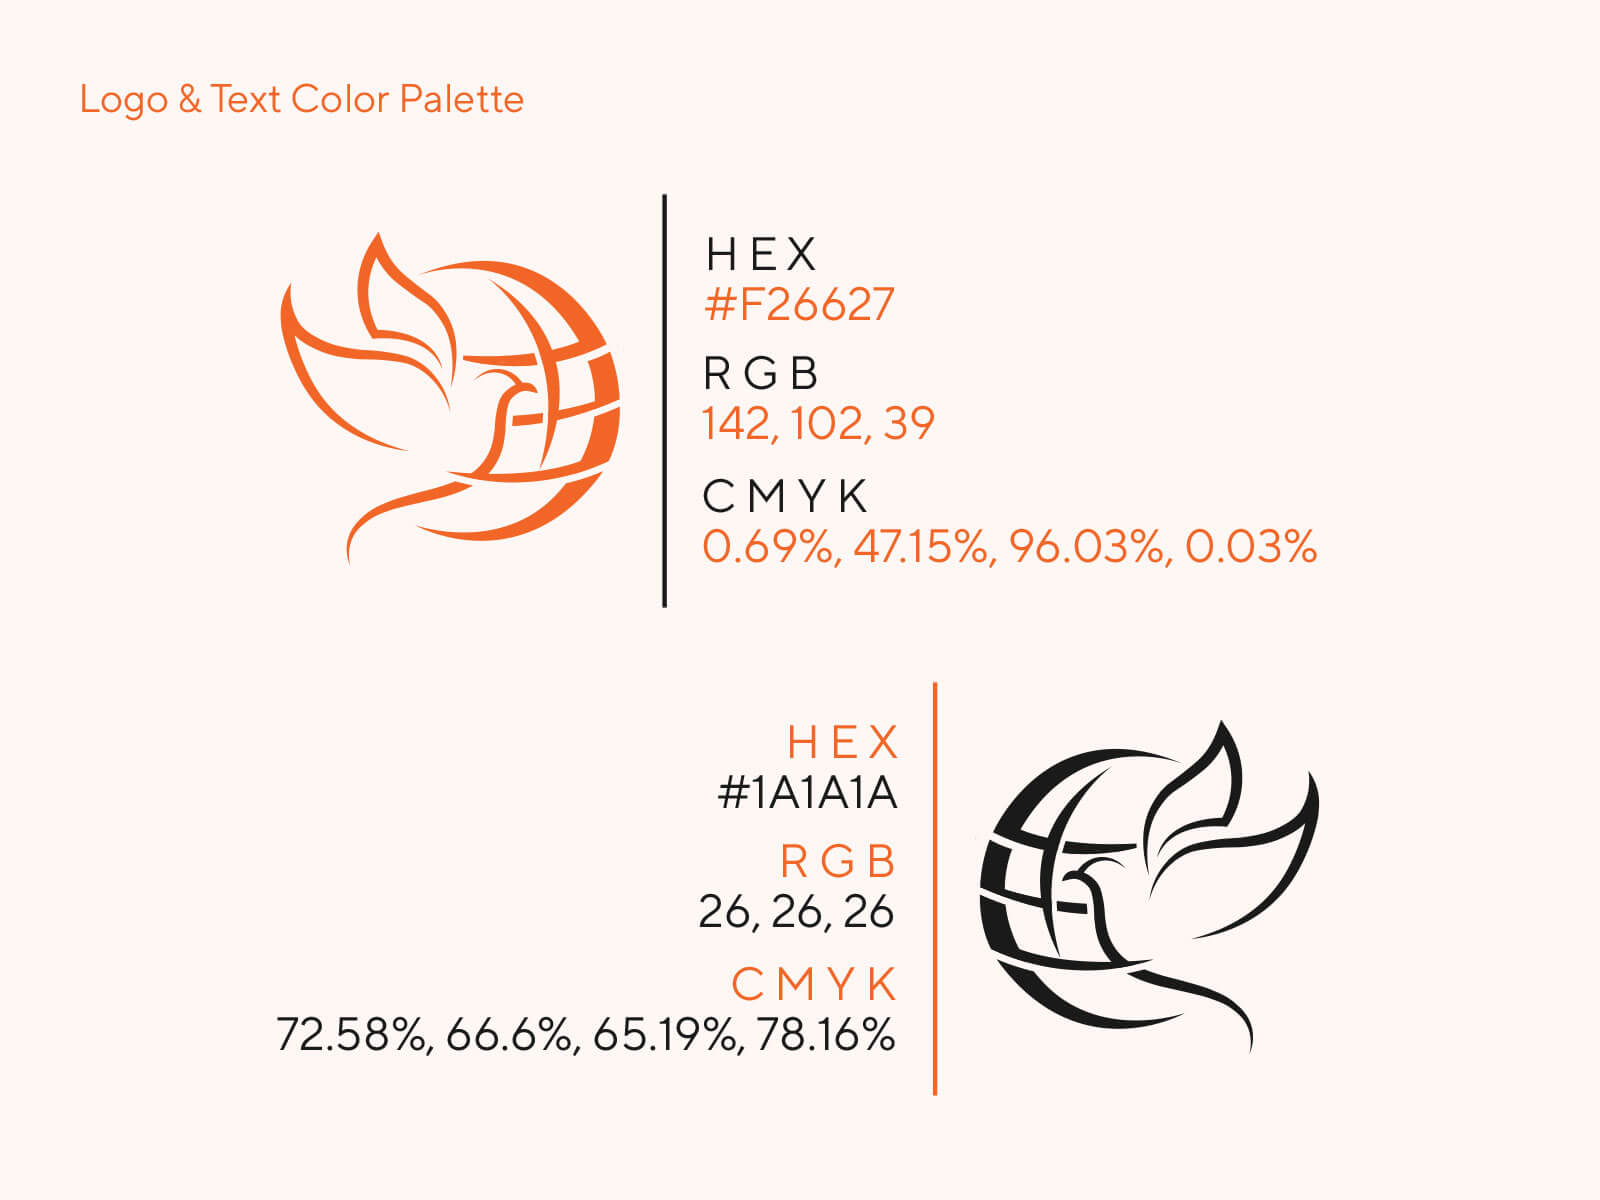 Logo & Text Color Palette
HEX
#F26627
RGB
142, 102, 39
CMYK
0.69%, 47.15%, 96.03%, 0.03%
HEX
#1A1A1A
RGB
26, 26, 26
CMYK
72.58%, 66.6%, 65.19%, 78.16%